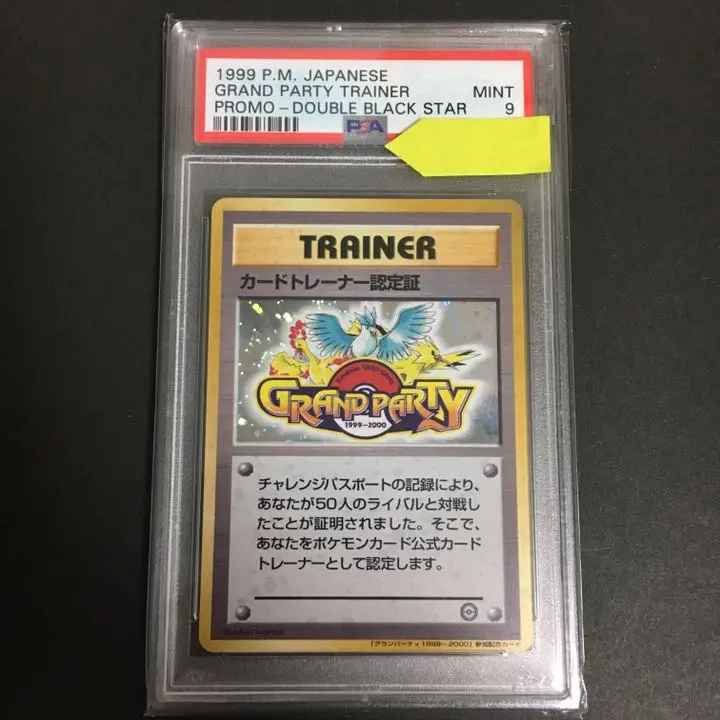 1999 P.M. JAPANESE
GRAND PARTY TRAINER MINT
PROMO - DOUBLE BLACK STAR 9
PSA
TRAINER
カードトレーナー認定証
POKÉMON CARD GAME
GRAND PARTY
1999~2000
チャレンジパスポートの記録により、
あなたが50人のライバルと対戦し
たことが証明されました。そこで、
あなたをポケモンカード公式カード
トレーナーとして認定します。
「グランパーティ1999~2000」参加記念カード